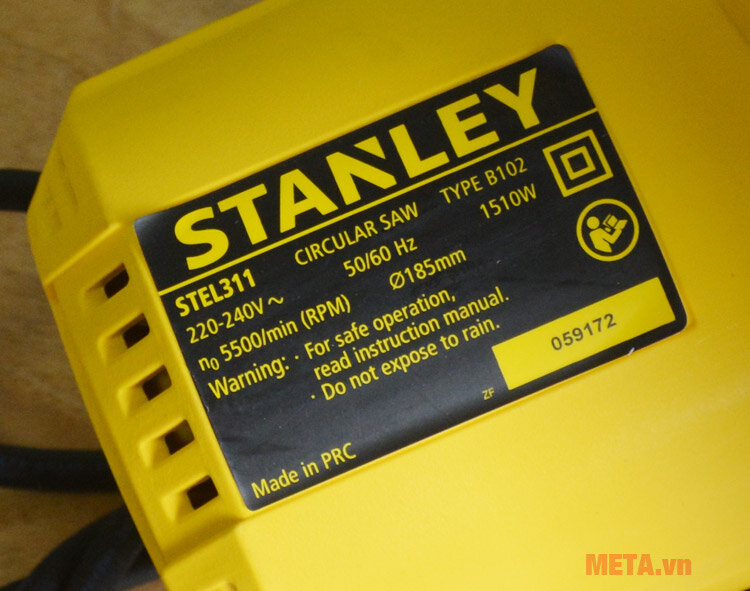 STANLEY
STEL311 CIRCULAR SAW TYPE B102
220-240V ~ 50/60 Hz 1510W
n0 5500/min (RPM) Ø185mm
Warning: · For safe operation,
read instruction manual.
· Do not expose to rain.
059172
ZF
Made in PRC
META.vn